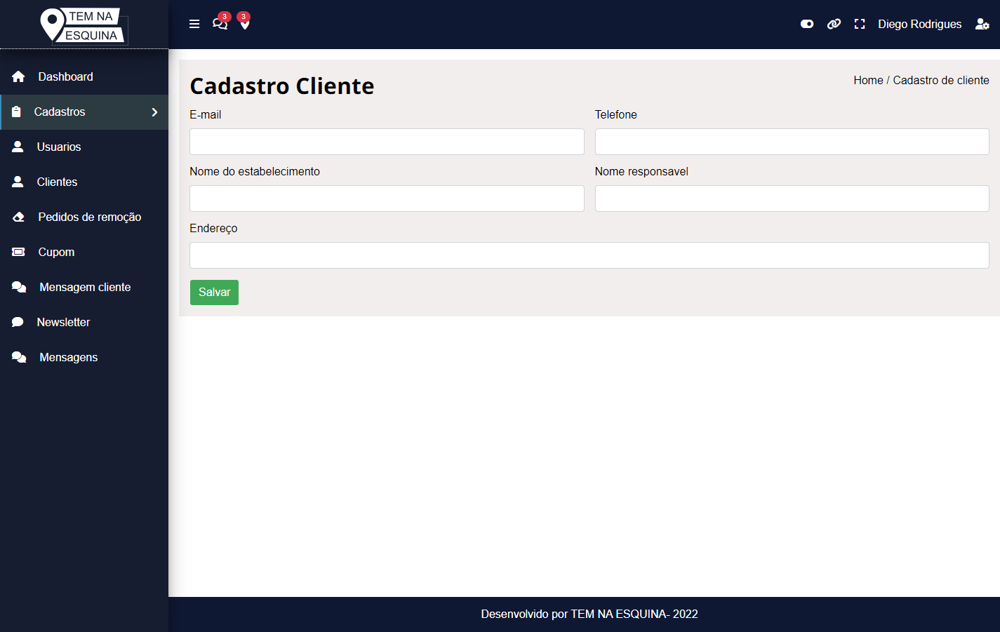 TEM NA
ESQUINA
3
3
Diego Rodrigues
Dashboard
Cadastros
Usuarios
Clientes
Pedidos de remoção
Cupom
Mensagem cliente
Newsletter
Mensagens
Cadastro Cliente
Home / Cadastro de cliente
E-mail
Telefone
Nome do estabelecimento
Nome responsavel
Endereço
Salvar
Desenvolvido por TEM NA ESQUINA- 2022